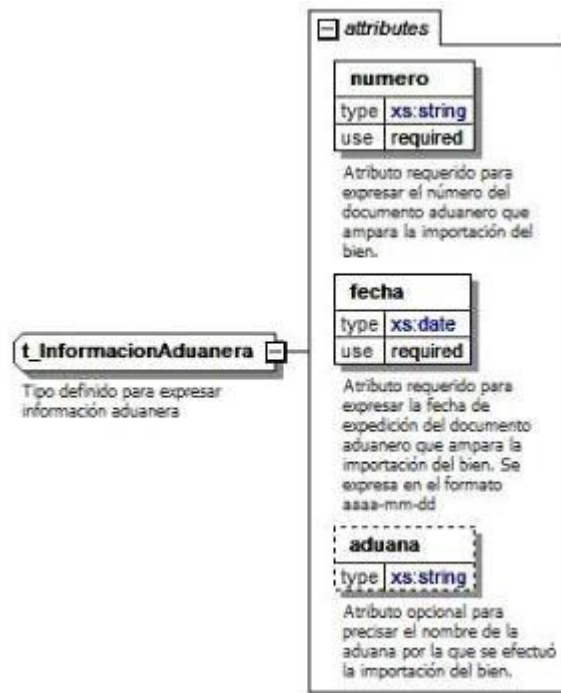 attributes
numero
type xs:string
use required
Atributo requerido para
expresar el número del
documento aduanero que
ampara la importación del
bien.
fecha
type xs:date
use required
Atributo requerido para
expresar la fecha de
expedición del documento
aduanero que ampara la
importación del bien. Se
expresa en el formato
aaaa-mm-dd
t_InformacionAduanera
Tipo definido para expresar
información aduanera
aduana
type xs:string
Atributo opcional para
precisar el nombre de la
aduana por la que se efectuó
la importación del bien.